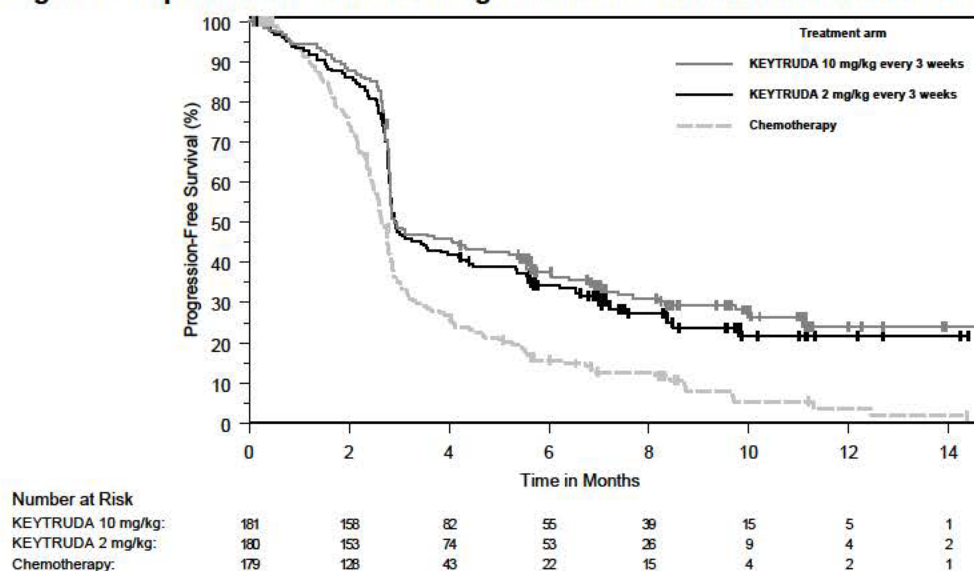 Treatment arm
KEYTRUDA 10 mg/kg every 3 weeks
KEYTRUDA 2 mg/kg every 3 weeks
Chemotherapy
Progression-Free Survival (%)
100
90
80
70
60
50
40
30
20
10
0
0 2 4 6 8 10 12 14
Time in Months
Number at Risk
KEYTRUDA 10 mg/kg: 181 158 82 55 39 15 5 1
KEYTRUDA 2 mg/kg: 180 153 74 53 26 9 4 2
Chemotherapy: 179 128 43 22 15 4 2 1